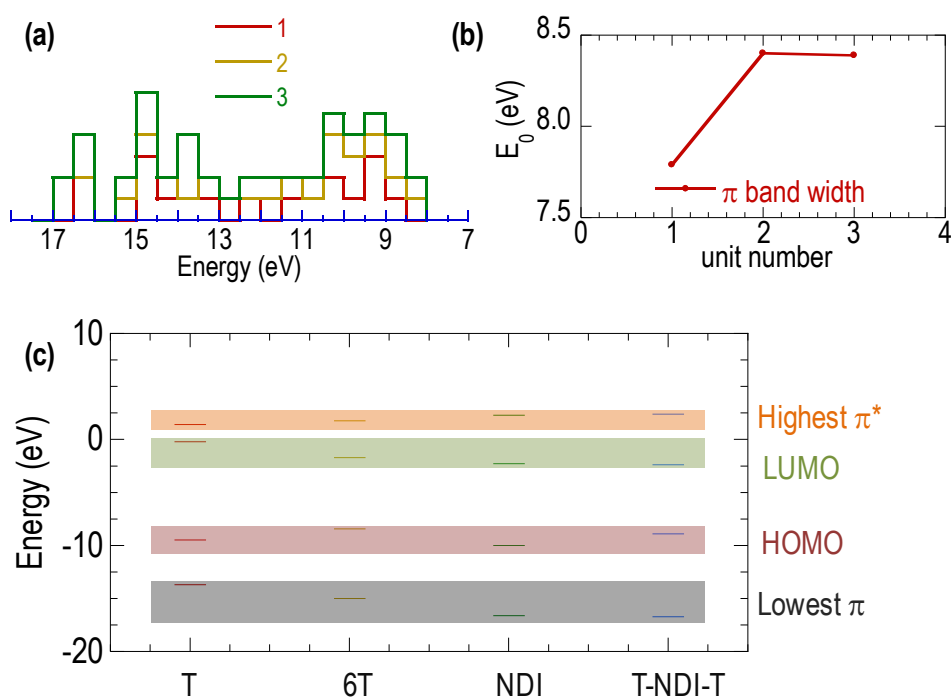 (a)
1
2
3
17 15 13 11 9 7
Energy (eV)
(b)
8.5
8.0
7.5
E0 (eV)
π band width
0 1 2 3 4
unit number
(c)
10
0
-10
-20
Energy (eV)
Highest π*
LUMO
HOMO
Lowest π
T 6T NDI T-NDI-T